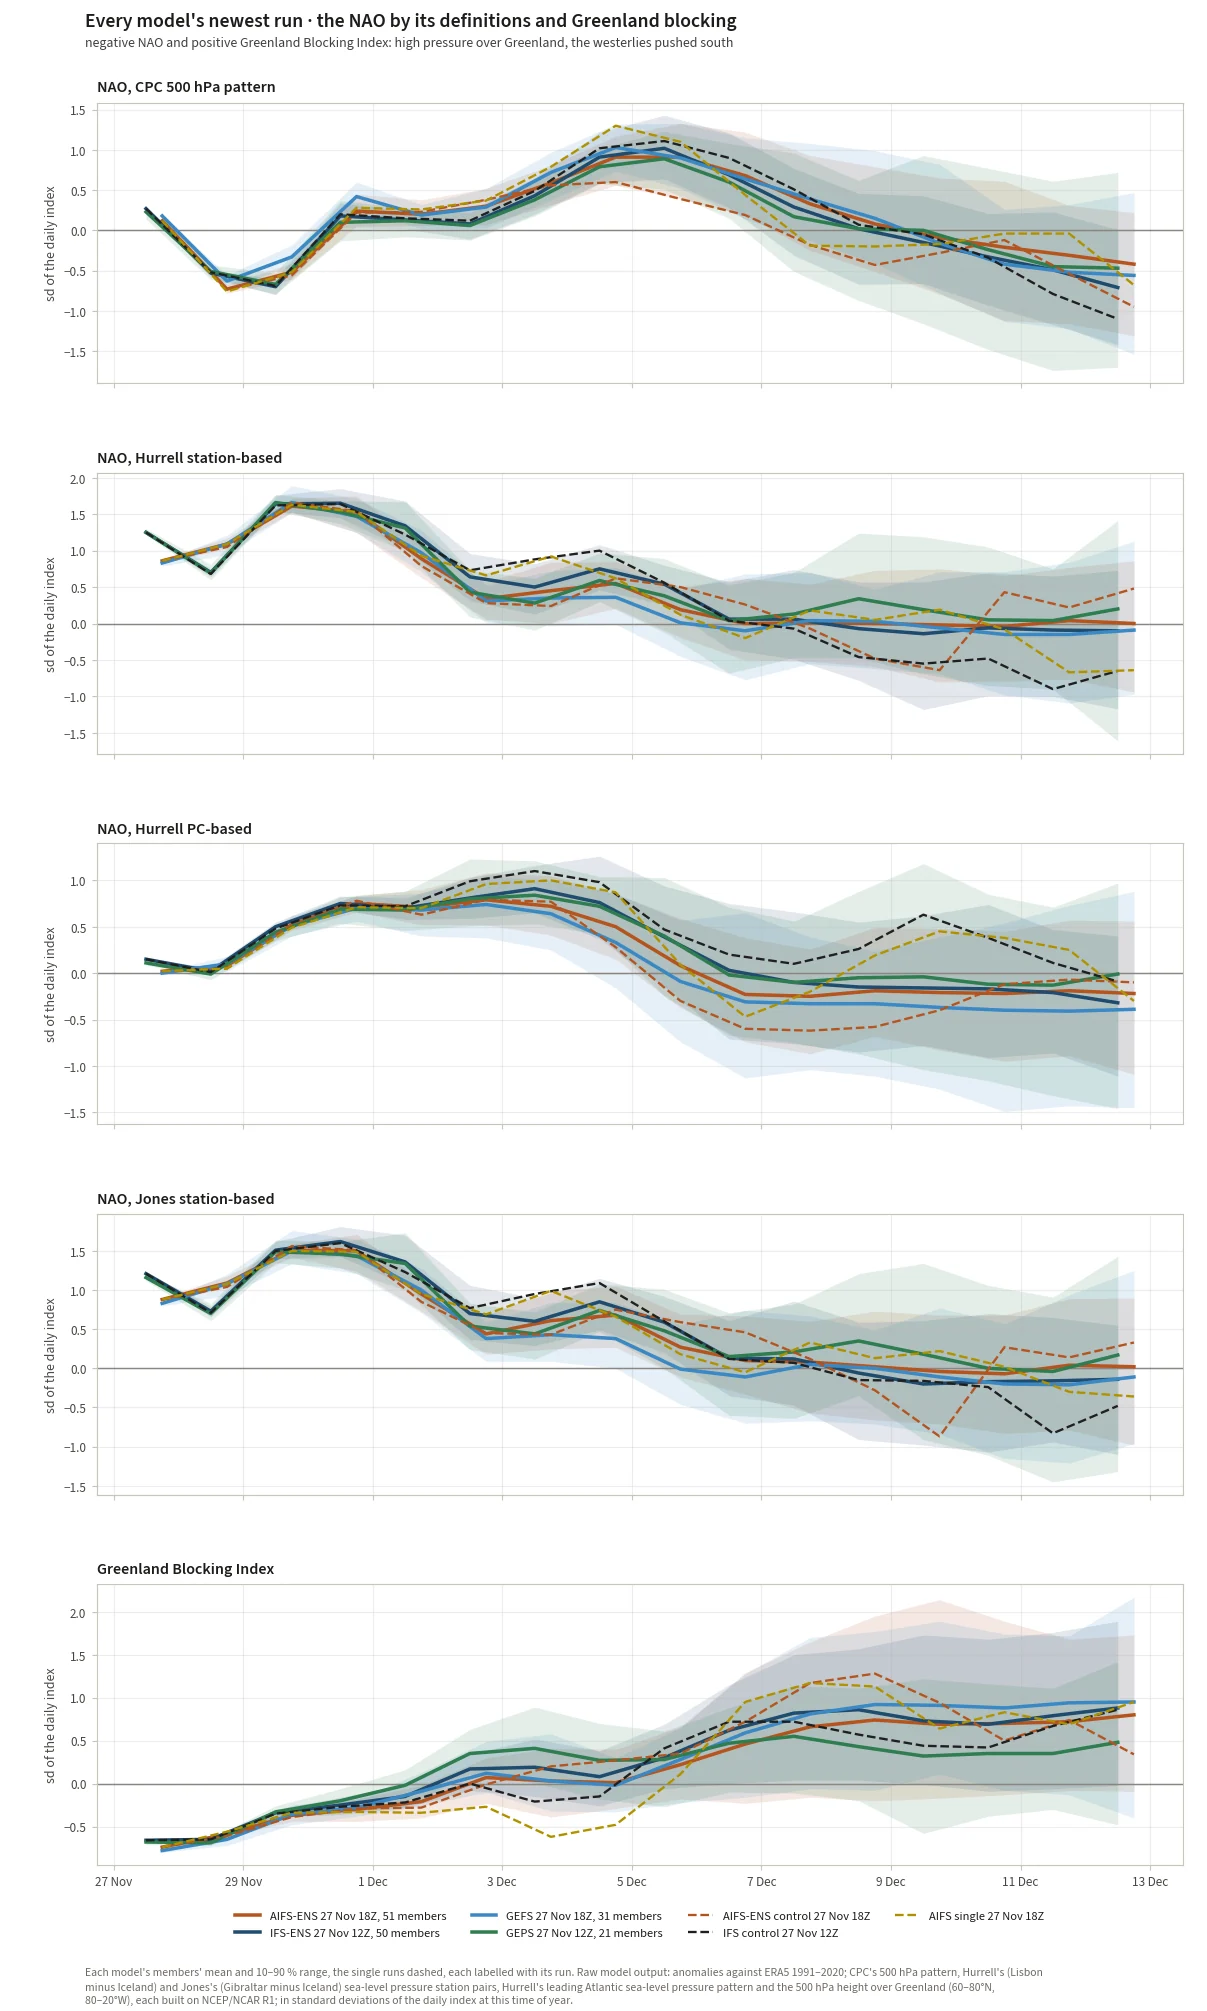 Every model's newest run · the NAO by its definitions and Greenland blocking
negative NAO and positive Greenland Blocking Index: high pressure over Greenland, the westerlies pushed south
NAO, CPC 500 hPa pattern
sd of the daily index
1.5
1.0
0.5
0.0
−0.5
−1.0
−1.5
NAO, Hurrell station-based
sd of the daily index
2.0
1.5
1.0
0.5
0.0
−0.5
−1.0
−1.5
NAO, Hurrell PC-based
sd of the daily index
1.0
0.5
0.0
−0.5
−1.0
−1.5
NAO, Jones station-based
sd of the daily index
1.5
1.0
0.5
0.0
−0.5
−1.0
−1.5
Greenland Blocking Index
sd of the daily index
2.0
1.5
1.0
0.5
0.0
−0.5
27 Nov 29 Nov 1 Dec 3 Dec 5 Dec 7 Dec 9 Dec 11 Dec 13 Dec
AIFS-ENS 27 Nov 18Z, 51 members GEFS 27 Nov 18Z, 31 members AIFS-ENS control 27 Nov 18Z AIFS single 27 Nov 18Z
IFS-ENS 27 Nov 12Z, 50 members GEPS 27 Nov 12Z, 21 members IFS control 27 Nov 12Z
Each model's members' mean and 10–90 % range, the single runs dashed, each labelled with its run. Raw model output: anomalies against ERA5 1991–2020; CPC's 500 hPa pattern, Hurrell's (Lisbon
minus Iceland) and Jones's (Gibraltar minus Iceland) sea-level pressure station pairs, Hurrell's leading Atlantic sea-level pressure pattern and the 500 hPa height over Greenland (60–80°N,
80–20°W), each built on NCEP/NCAR R1; in standard deviations of the daily index at this time of year.